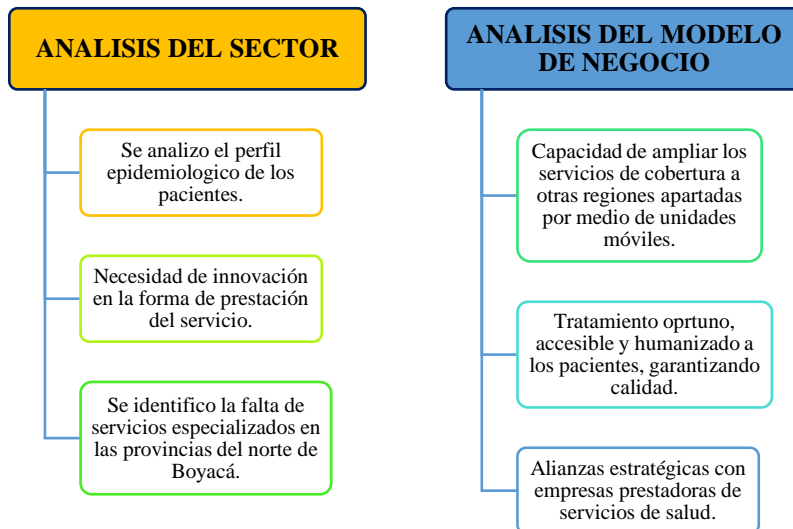 ANALISIS DEL SECTOR
Se analizo el perfil
epidemiologico de los
pacientes.
Necesidad de innovación
en la forma de prestación
del servicio.
Se identifico la falta de
servicios especializados en
las provincias del norte de
Boyacá.
ANALISIS DEL MODELO
DE NEGOCIO
Capacidad de ampliar los
servicios de cobertura a
otras regiones apartadas
por medio de unidades
móviles.
Tratamiento oprtuno,
accesible y humanizado a
los pacientes, garantizando
calidad.
Alianzas estratégicas con
empresas prestadoras de
servicios de salud.